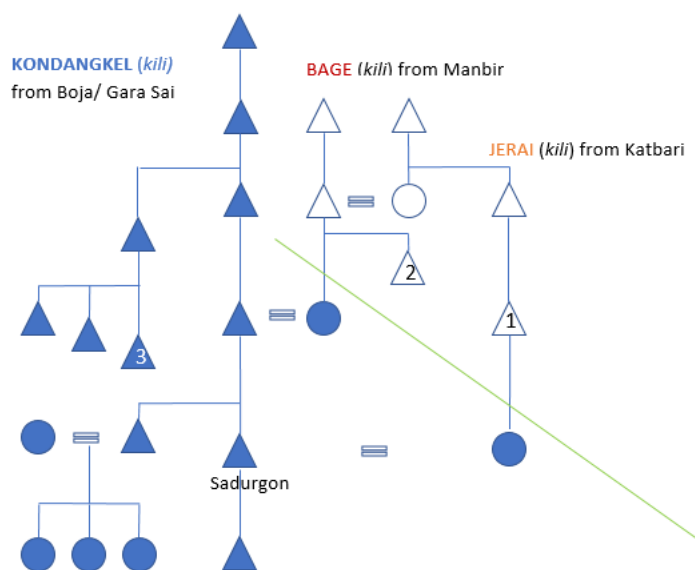 KONDANGKEL (kili)
from Boja/ Gara Sai
BAGE (kili) from Manbir
JERAI (kili) from Katbari
2
1
3
Sadurgon